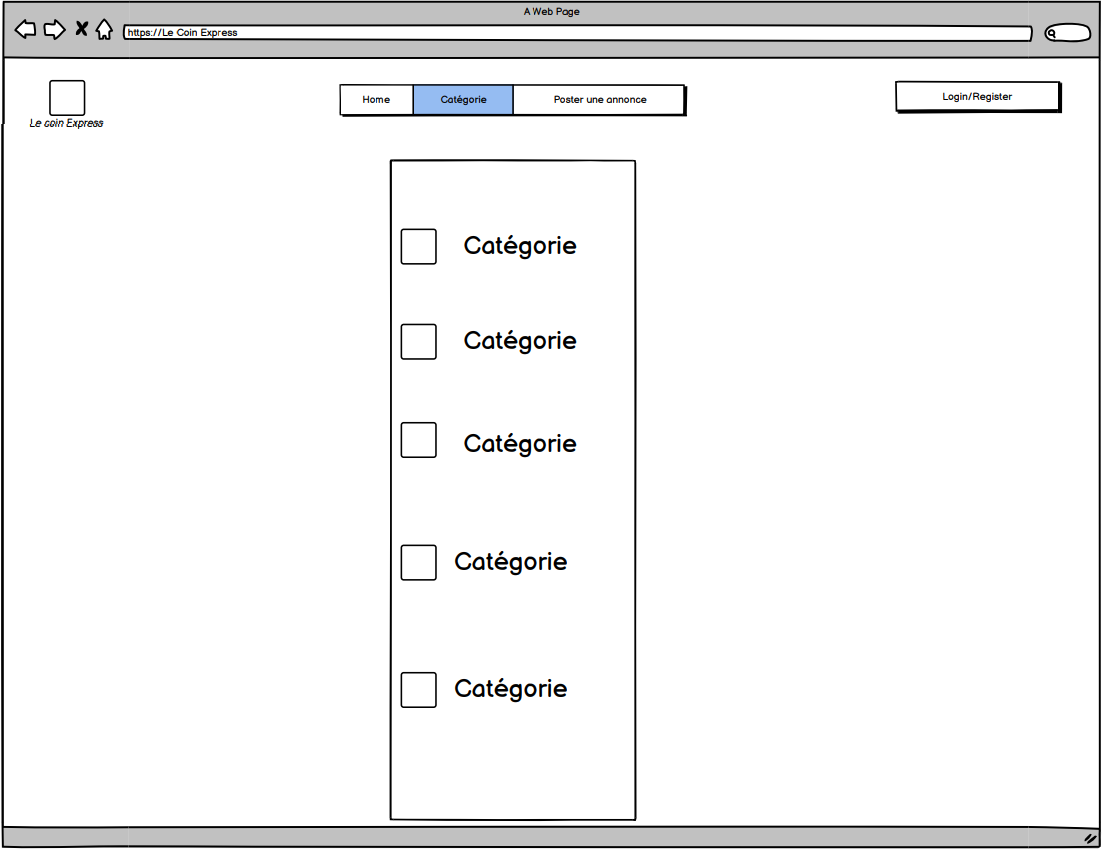 A Web Page
https://Le Coin Express
Le coin Express
Home
Catégorie
Poster une annonce
Login/Register
Catégorie
Catégorie
Catégorie
Catégorie
Catégorie